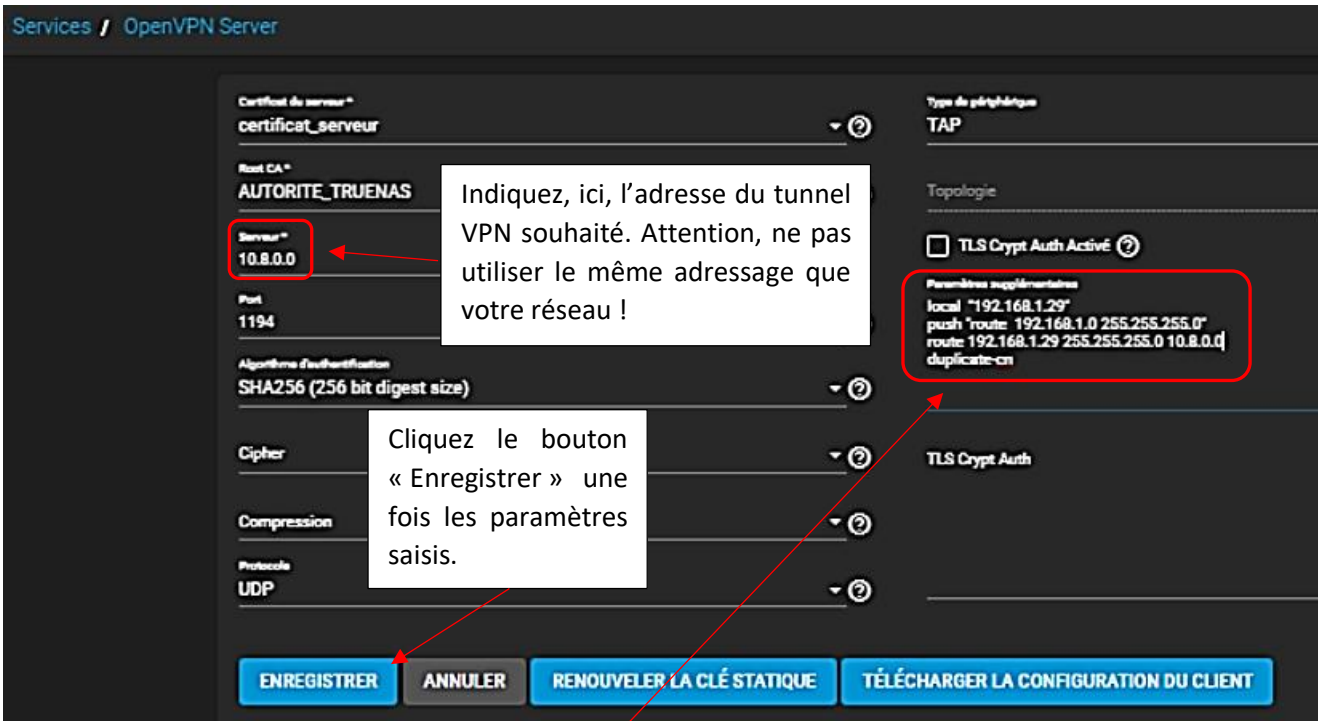 Services / OpenVPN Server
Certificat du serveur *
certificat_serveur
Root CA *
AUTORITE_TRUENAS
Serveur *
10.8.0.0
Port
1194
Algorithme d'authentification
SHA256 (256 bit digest size)
Cipher
Compression
Protocole
UDP
Indiquez, ici, l'adresse du tunnel
VPN souhaité. Attention, ne pas
utiliser le même adressage que
votre réseau !
Cliquez le bouton
« Enregistrer » une
fois les paramètres
saisis.
Type de périphérique
TAP
Topologie
TLS Crypt Auth Activé
Paramètres supplémentaires
local "192.168.1.29"
push "route 192.168.1.0 255.255.255.0"
route 192.168.1.29 255.255.255.0 10.8.0.0
duplicate-cn
TLS Crypt Auth
ENREGISTRER
ANNULER
RENOUVELER LA CLÉ STATIQUE
TÉLÉCHARGER LA CONFIGURATION DU CLIENT